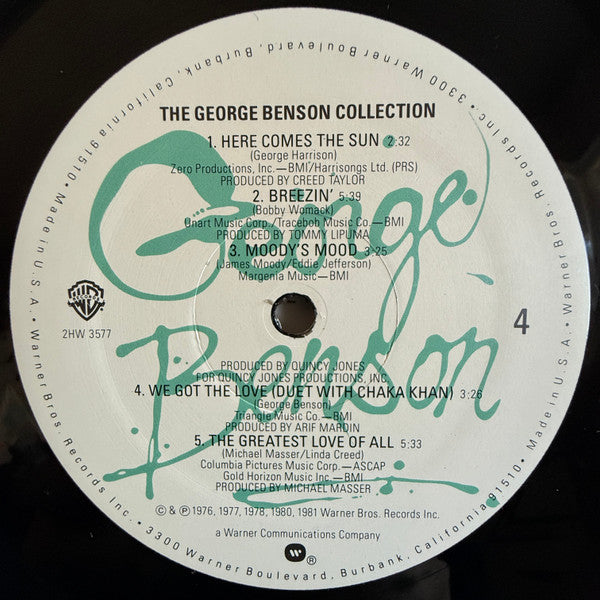 THE GEORGE BENSON COLLECTION
1. HERE COMES THE SUN 2:32
(George Harrison)
Zero Productions, Inc.—BMI/Harrisongs Ltd. (PRS)
PRODUCED BY CREED TAYLOR
2. BREEZIN' 5:39
(Bobby Womack)
Unart Music Corp./Tracebob Music Co.—BMI
PRODUCED BY TOMMY LIPUMA
3. MOODY'S MOOD 3:25
(James Moody/Eddie Jefferson)
Margenia Music—BMI
WB
RECORDS
2HW 3577
4
PRODUCED BY QUINCY JONES
FOR QUINCY JONES PRODUCTIONS, INC.
4. WE GOT THE LOVE (DUET WITH CHAKA KHAN) 3:26
(George Benson)
Triangle Music Co.—BMI
PRODUCED BY ARIF MARDIN
5. THE GREATEST LOVE OF ALL 5:33
(Michael Masser/Linda Creed)
Columbia Pictures Music Corp.—ASCAP
Gold Horizon Music Inc.—BMI
PRODUCED BY MICHAEL MASSER
© & ℗ 1976, 1977, 1978, 1980, 1981 Warner Bros. Records Inc.
a Warner Communications Company
®
George
Benson
Made in U.S.A. • Warner Bros. Records Inc. • 3300 Warner Boulevard, Burbank, California 91510 •
Made in U.S.A. • Warner Bros. Records Inc. • 3300 Warner Boulevard, Burbank, California 91510 •